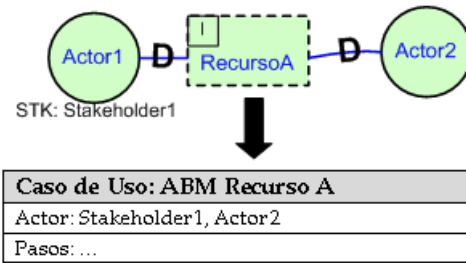 I
Actor1
D
RecursoA
D
Actor2
STK: Stakeholder1
Caso de Uso: ABM Recurso A
Actor: Stakeholder1, Actor2
Pasos: ...